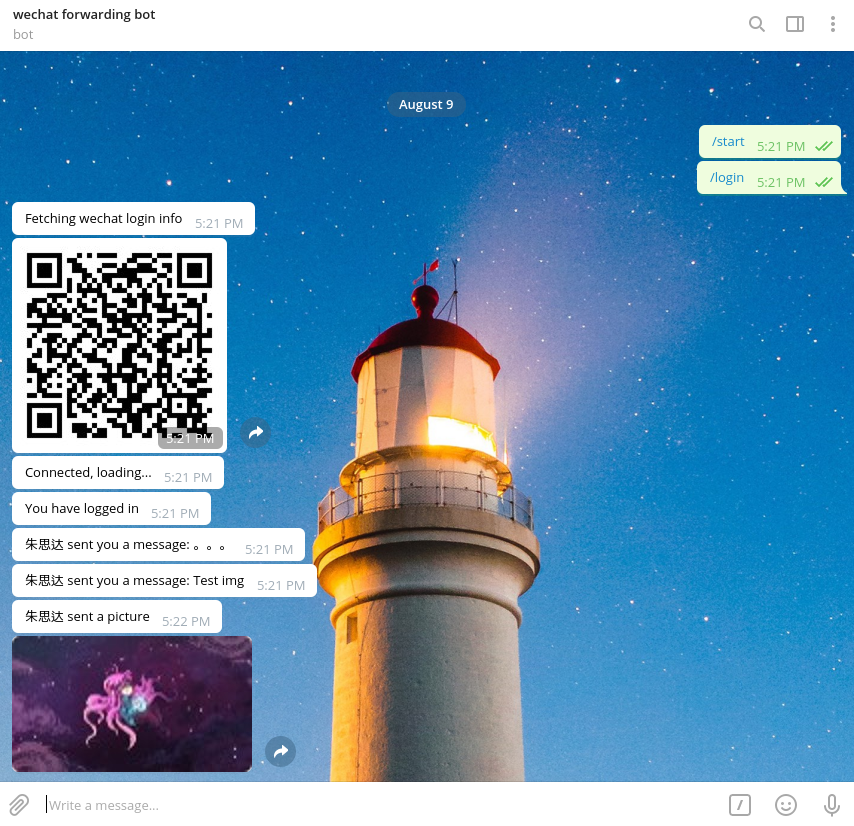 wechat forwarding bot
bot
August 9
/start 5:21 PM
/login 5:21 PM
Fetching wechat login info 5:21 PM
5:21 PM
Connected, loading... 5:21 PM
You have logged in 5:21 PM
朱思达 sent you a message: 。。。 5:21 PM
朱思达 sent you a message: Test img 5:21 PM
朱思达 sent a picture 5:22 PM
Write a message...